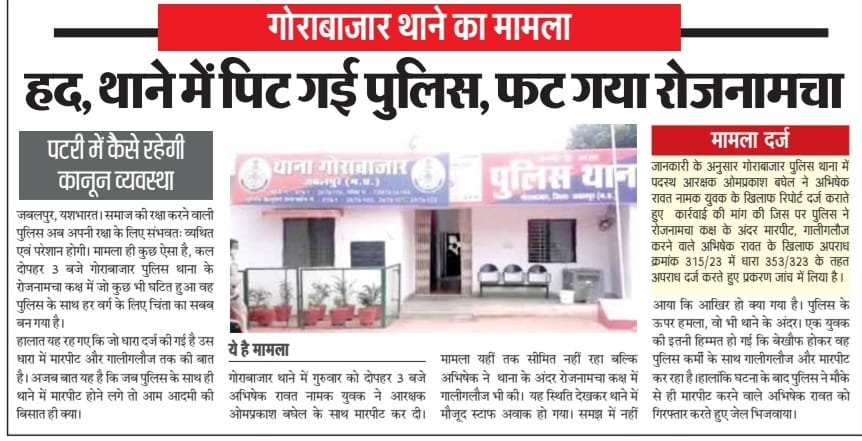 गोराबाजार थाने का मामला
हद, थाने में पिट गई पुलिस, फट गया रोजनामचा
पटरी में कैसे रहेगी
कानून व्यवस्था
जबलपुर, यशभारत। समाज की रक्षा करने वाली
पुलिस अब अपनी रक्षा के लिए संभवतः व्यथित
एवं परेशान होगी। मामला ही कुछ ऐसा है, कल
दोपहर 3 बजे गोराबाजार पुलिस थाना के
रोजनामचा कक्ष में जो कुछ भी घटित हुआ वह
पुलिस के साथ हर वर्ग के लिए चिंता का सबब
बन गया है।
हालात यह रह गए कि जो धारा दर्ज की गई है उस
धारा में मारपीट और गालीगलौज तक की बात
है। अजब बात यह है कि जब पुलिस के साथ ही
थाने में मारपीट होने लगे तो आम आदमी की
बिसात ही क्या।
थाना गोराबाजार
जबलपुर (म.प्र.)
पुलिस थाना
ये है मामला
गोराबाजार थाने में गुरुवार को दोपहर 3 बजे
अभिषेक रावत नामक युवक ने आरक्षक
ओमप्रकाश बघेल के साथ मारपीट कर दी।
मामला यहीं तक सीमित नहीं रहा बल्कि
अभिषेक ने थाने के अंदर रोजनामचा कक्ष में
गालीगलौज भी की। यह स्थिति देखकर थाने में
मौजूद स्टाफ अवाक हो गया। समझ में नहीं
मामला दर्ज
जानकारी के अनुसार गोराबाजार पुलिस थाना में
पदस्थ आरक्षक ओमप्रकाश बघेल ने अभिषेक
रावत नामक युवक के खिलाफ रिपोर्ट दर्ज कराते
हुए कार्रवाई की मांग की जिस पर पुलिस ने
रोजनामचा कक्ष के अंदर मारपीट, गालीगलौज
करने वाले अभिषेक रावत के खिलाफ अपराध
क्रमांक 315/23 में धारा 353/323 के तहत
अपराध दर्ज करते हुए प्रकरण जांच में लिया है।
आया कि आखिर हो क्या गया है। पुलिस के
ऊपर हमला, वो भी थाने के अंदर। एक युवक
की इतनी हिम्मत हो गई कि बेखौफ होकर वह
पुलिस कर्मी के साथ गालीगलौज और मारपीट
कर रहा है।हालांकि घटना के बाद पुलिस ने मौके
से ही मारपीट करने वाले अभिषेक रावत को
गिरफ्तार करते हुए जेल भिजवाया।